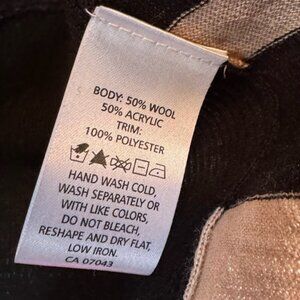 BODY: 50% WOOL
50% ACRYLIC
TRIM:
100% POLYESTER
HAND WASH COLD,
WASH SEPARATELY OR
WITH LIKE COLORS,
DO NOT BLEACH,
RESHAPE AND DRY FLAT,
LOW IRON.
CA 07043